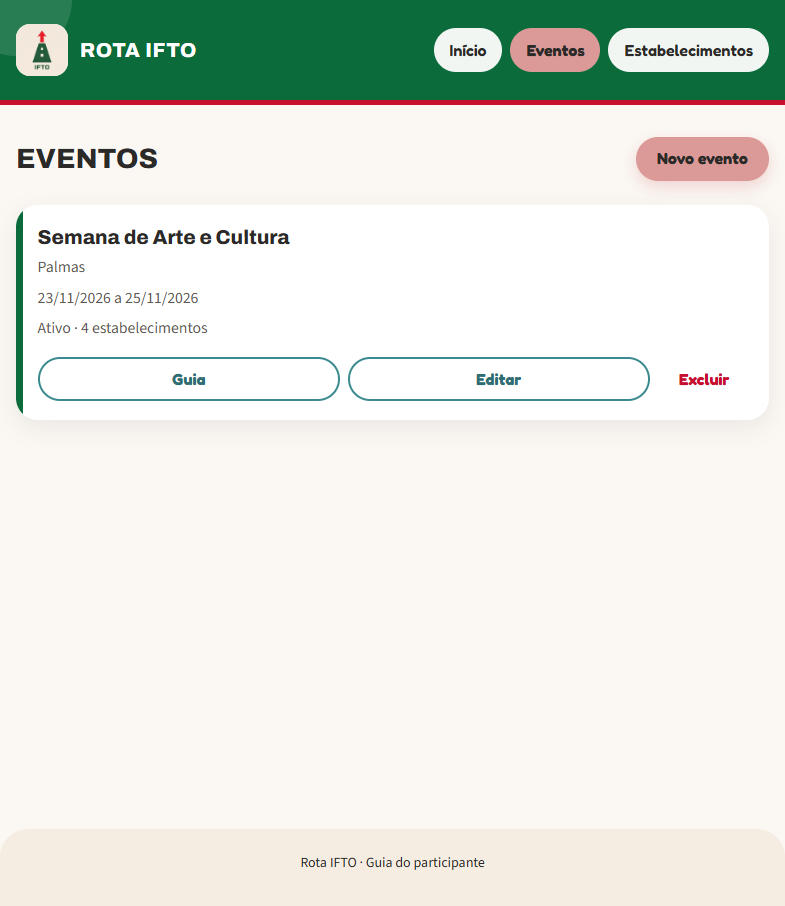 IFTO
ROTA IFTO
Início
Eventos
Estabelecimentos
EVENTOS
Novo evento
Semana de Arte e Cultura
Palmas
23/11/2026 a 25/11/2026
Ativo · 4 estabelecimentos
Guia
Editar
Excluir
Rota IFTO · Guia do participante